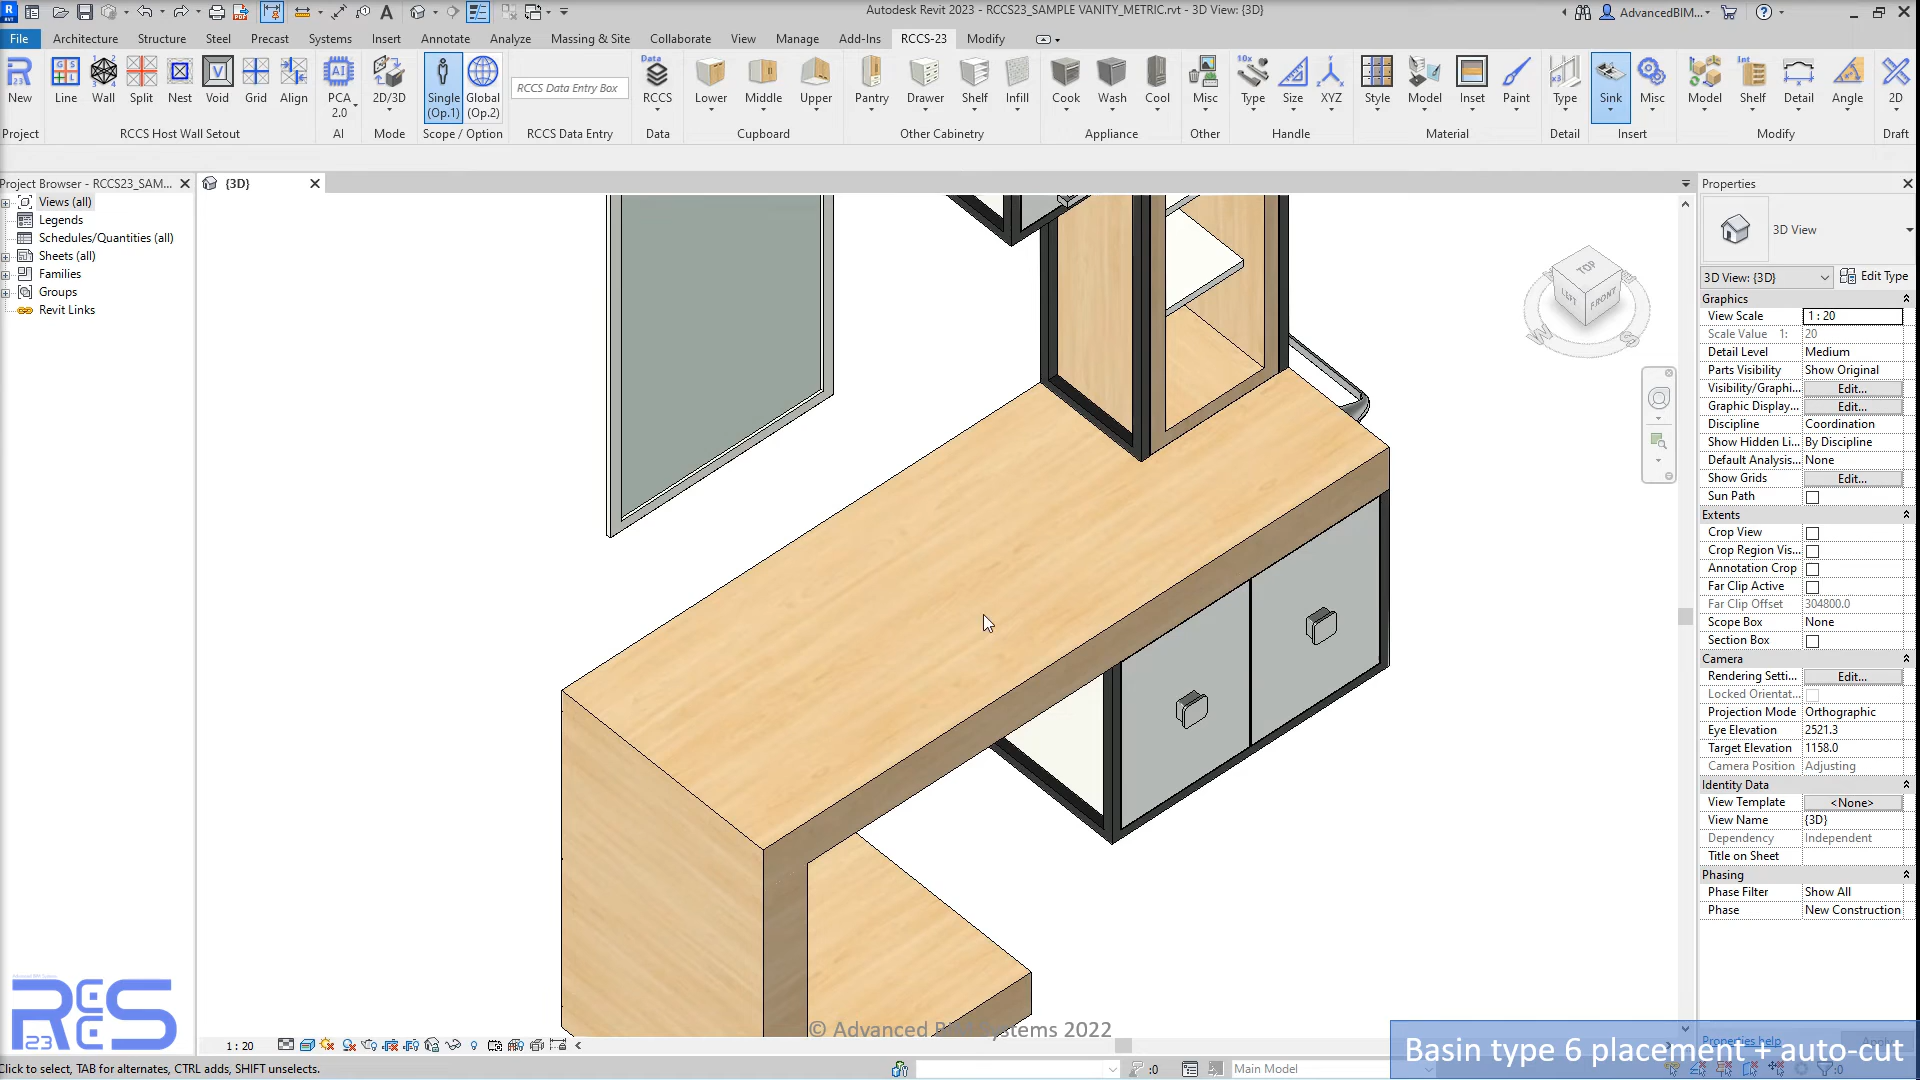 Autodesk Revit 2023 - RCCS23_SAMPLE VANITY_METRIC.rvt - 3D View: {3D}
AdvancedBIM...
File Architecture Structure Steel Precast Systems Insert Annotate Analyze Massing & Site Collaborate View Manage Add-Ins RCCS-23 Modify
New Line Wall Split Nest Void Grid Align PCA 2.0 2D/3D Single (Op.1) Global (Op.2) RCCS Data Entry Box Data RCCS Lower Middle Upper Pantry Drawer Shelf Infill Cook Wash Cool Misc 10x Type Size XYZ Style Model Inset Paint Type Sink Misc Model Int Shelf Detail Angle 2D
Project RCCS Host Wall Setout AI Mode Scope / Option RCCS Data Entry Data Cupboard Other Cabinetry Appliance Other Handle Material Detail Insert Modify Draft
Project Browser - RCCS23_SAM...
{3D}
Properties
Views (all)
Legends
Schedules/Quantities (all)
Sheets (all)
Families
Groups
Revit Links
TOP
LEFT
FRONT
W
S
3D View
3D View: {3D} Edit Type
Graphics
View Scale 1 : 20
Scale Value 1: 20
Detail Level Medium
Parts Visibility Show Original
Visibility/Graphi... Edit...
Graphic Display... Edit...
Discipline Coordination
Show Hidden Li... By Discipline
Default Analysis... None
Show Grids Edit...
Sun Path
Extents
Crop View
Crop Region Vis...
Annotation Crop
Far Clip Active
Far Clip Offset 304800.0
Scope Box None
Section Box
Camera
Rendering Setti... Edit...
Locked Orientat...
Projection Mode Orthographic
Eye Elevation 2521.3
Target Elevation 1158.0
Camera Position Adjusting
Identity Data
View Template <None>
View Name {3D}
Dependency Independent
Title on Sheet
Phasing
Phase Filter Show All
Phase New Construction
RCCS
23
© Advanced BIM Systems 2022
1 : 20
Properties help
Basin type 6 placement + auto-cut
Click to select, TAB for alternates, CTRL adds, SHIFT unselects.
:0
Main Model
:0